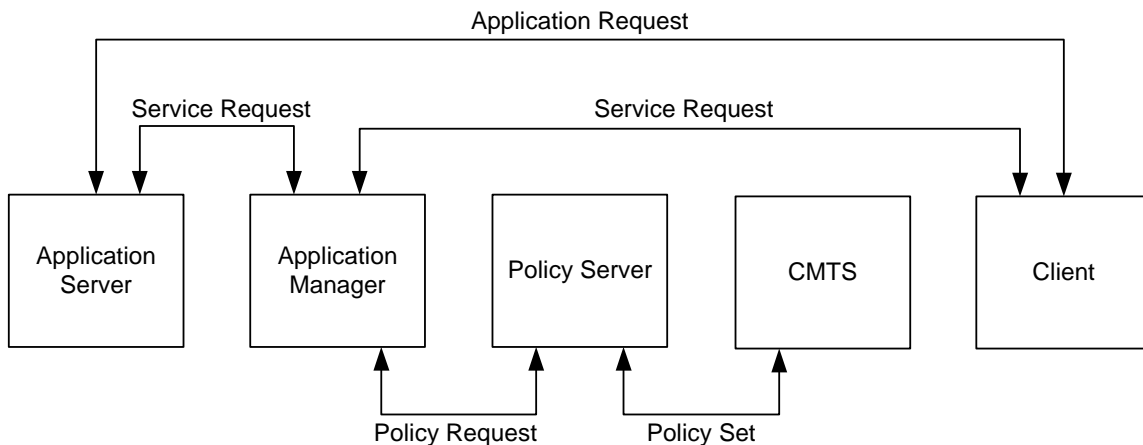 Application Request
Service Request
Service Request
Application
Server
Application
Manager
Policy Server
CMTS
Client
Policy Request
Policy Set